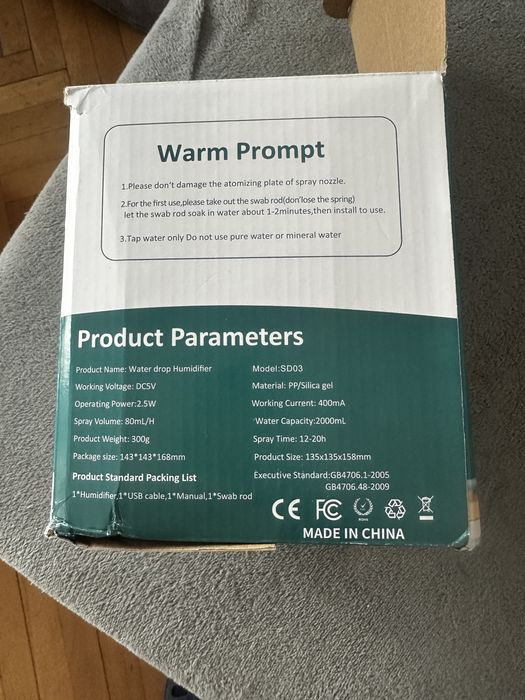 Warm Prompt
1.Please don't damage the atomizing plate of spray nozzle.
2.For the first use,please take out the swab rod(don'lose the spring)
let the swab rod soak in water about 1-2minutes,then install to use.
3.Tap water only Do not use pure water or mineral water
Product Parameters
Product Name: Water drop Humidifier
Working Voltage: DC5V
Operating Power:2.5W
Spray Volume: 80mL/H
Product Weight: 300g
Package size: 143*143*168mm
Product Standard Packing List
1*Humidifier,1*USB cable,1*Manual,1*Swab rod
Model:SD03
Material: PP/Silica gel
Working Current: 400mA
Water Capacity:2000mL
Spray Time: 12-20h
Product Size: 135x135x158mm
Executive Standard:GB4706.1-2005
GB4706.48-2009
CE FC ROHS
MADE IN CHINA